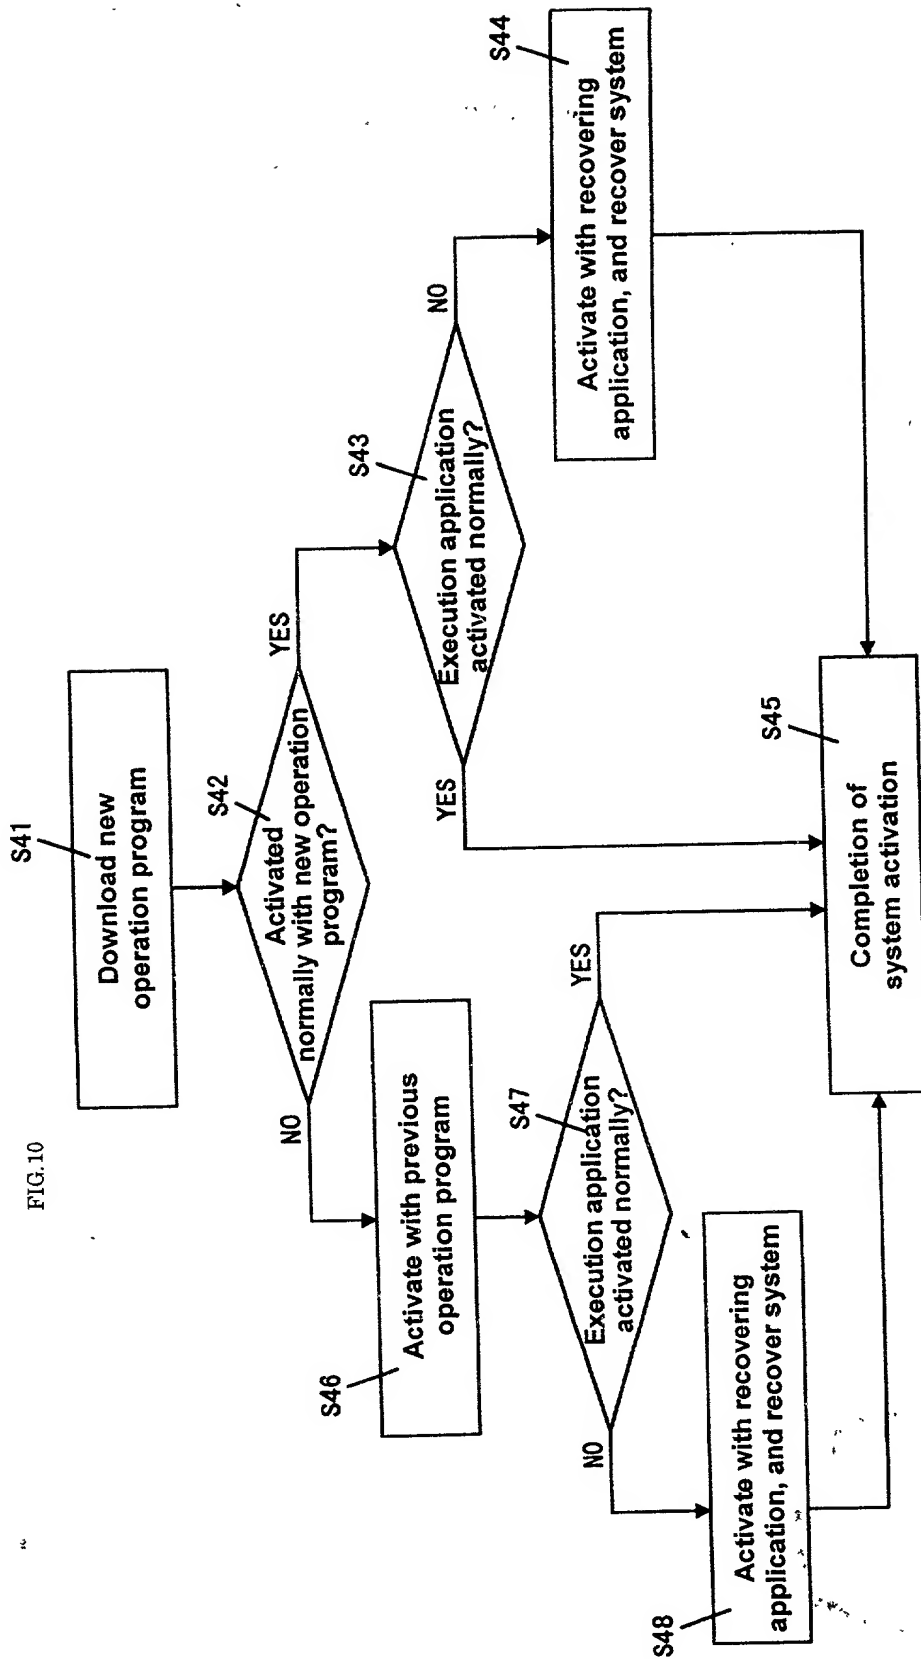 FIG.10
S41
Download new
operation program
S42
Activated
normally with new operation
program?
NO
YES
S46
Activate with previous
operation program
S43
Execution application
activated normally?
YES
NO
S47
Execution application
activated normally?
NO
YES
S44
Activate with recovering
application, and recover system
S48
Activate with recovering
application, and recover system
S45
Completion of
system activation